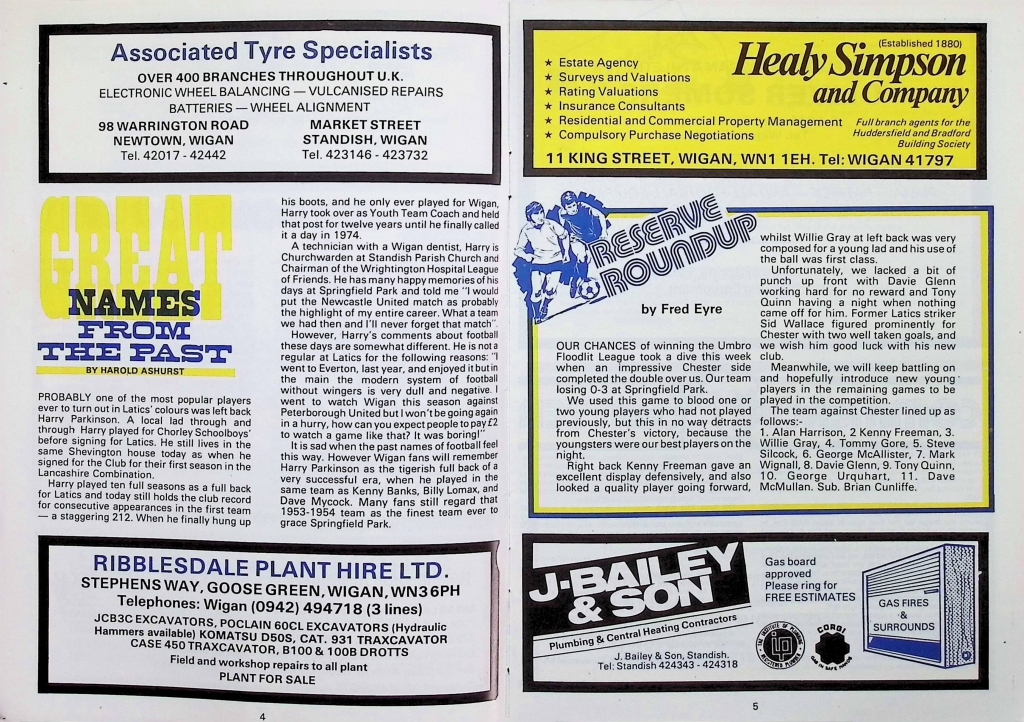 Associated Tyre Specialists
OVER 400 BRANCHES THROUGHOUT U.K.
ELECTRONIC WHEEL BALANCING — VULCANISED REPAIRS
BATTERIES — WHEEL ALIGNMENT
98 WARRINGTON ROAD
NEWTOWN, WIGAN
Tel. 42017 - 42442
MARKET STREET
STANDISH, WIGAN
Tel. 423146 - 423732
GREAT
NAMES
FROM
THE PAST
BY HAROLD ASHURST
PROBABLY one of the most popular players
ever to turn out in Latics' colours was left back
Harry Parkinson. A local lad through and
through Harry played for Chorley Schoolboys'
before signing for Latics. He still lives in the
same Shevington house today as when he
signed for the Club for their first season in the
Lancashire Combination.
Harry played ten full seasons as a full back
for Latics and today still holds the club record
for consecutive appearances in the first team
— a staggering 212. When he finally hung up
his boots, and he only ever played for Wigan,
Harry took over as Youth Team Coach and held
that post for twelve years until he finally called
it a day in 1974.
A technician with a Wigan dentist, Harry is
Churchwarden at Standish Parish Church and
Chairman of the Wrightington Hospital League
of Friends. He has many happy memories of his
days at Springfield Park and told me "I would
put the Newcastle United match as probably
the highlight of my entire career. What a team
we had then and I'll never forget that match".
However, Harry's comments about football
these days are somewhat different. He is not a
regular at Latics for the following reasons: "I
went to Everton, last year, and enjoyed it but in
the main the modern system of football
without wingers is very dull and negative. I
went to watch Wigan this season against
Peterborough United but I won't be going again
in a hurry, how can you expect people to pay £2
to watch a game like that? It was boring!"
It is sad when the past names of football feel
this way. However Wigan fans will remember
Harry Parkinson as the tigerish full back of a
very successful era, when he played in the
same team as Kenny Banks, Billy Lomax, and
Dave Mycock. Many fans still regard that
1953-1954 team as the finest team ever to
grace Springfield Park.
RIBBLESDALE PLANT HIRE LTD.
STEPHENS WAY, GOOSE GREEN, WIGAN, WN3 6PH
Telephones: Wigan (0942) 494718 (3 lines)
JCB3C EXCAVATORS, POCLAIN 60CL EXCAVATORS (Hydraulic
Hammers available) KOMATSU D50S, CAT. 931 TRAXCAVATOR
CASE 450 TRAXCAVATOR, B100 & 100B DROTTS
Field and workshop repairs to all plant
PLANT FOR SALE
4
(Established 1880)
Healy Simpson
and Company
★ Estate Agency
★ Surveys and Valuations
★ Rating Valuations
★ Insurance Consultants
★ Residential and Commercial Property Management
★ Compulsory Purchase Negotiations
Full branch agents for the
Huddersfield and Bradford
Building Society
11 KING STREET, WIGAN, WN1 1EH. Tel: WIGAN 41797
RESERVE
ROUNDUP
by Fred Eyre
OUR CHANCES of winning the Umbro
Floodlit League took a dive this week
when an impressive Chester side
completed the double over us. Our team
losing 0-3 at Springfield Park.
We used this game to blood one or
two young players who had not played
previously, but this in no way detracts
from Chester's victory, because the
youngsters were our best players on the
night.
Right back Kenny Freeman gave an
excellent display defensively, and also
looked a quality player going forward,
whilst Willie Gray at left back was very
composed for a young lad and his use of
the ball was first class.
Unfortunately, we lacked a bit of
punch up front with Davie Glenn
working hard for no reward and Tony
Quinn having a night when nothing
came off for him. Former Latics striker
Sid Wallace figured prominently for
Chester with two well taken goals, and
we wish him good luck with his new
club.
Meanwhile, we will keep battling on
and hopefully introduce new young
players in the remaining games to be
played in the competition.
The team against Chester lined up as
follows:-
1. Alan Harrison, 2 Kenny Freeman, 3.
Willie Gray, 4. Tommy Gore, 5. Steve
Silcock, 6. George McAllister, 7. Mark
Wignall, 8. Davie Glenn, 9. Tony Quinn,
10. George Urquhart, 11. Dave
McMullan. Sub. Brian Cunliffe.
J·BAILEY
& SON
Plumbing & Central Heating Contractors
J. Bailey & Son, Standish.
Tel: Standish 424343 - 424318
Gas board
approved
Please ring for
FREE ESTIMATES
THE INSTITUTE OF PLUMBING
REGISTERED PLUMBER
CORGI
GAS IN SAFE HANDS
GAS FIRES
&
SURROUNDS
5